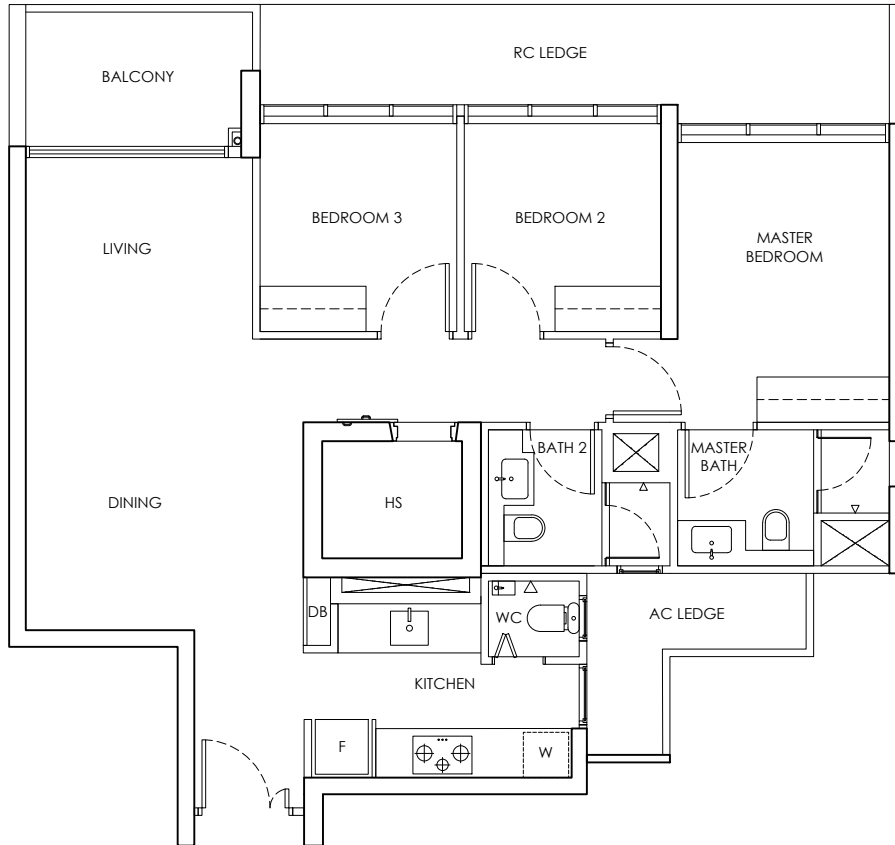 RC LEDGE
BALCONY
BEDROOM 3
BEDROOM 2
MASTER
BEDROOM
LIVING
BATH 2
MASTER
BATH
DINING
HS
DB
WC
AC LEDGE
KITCHEN
F
W